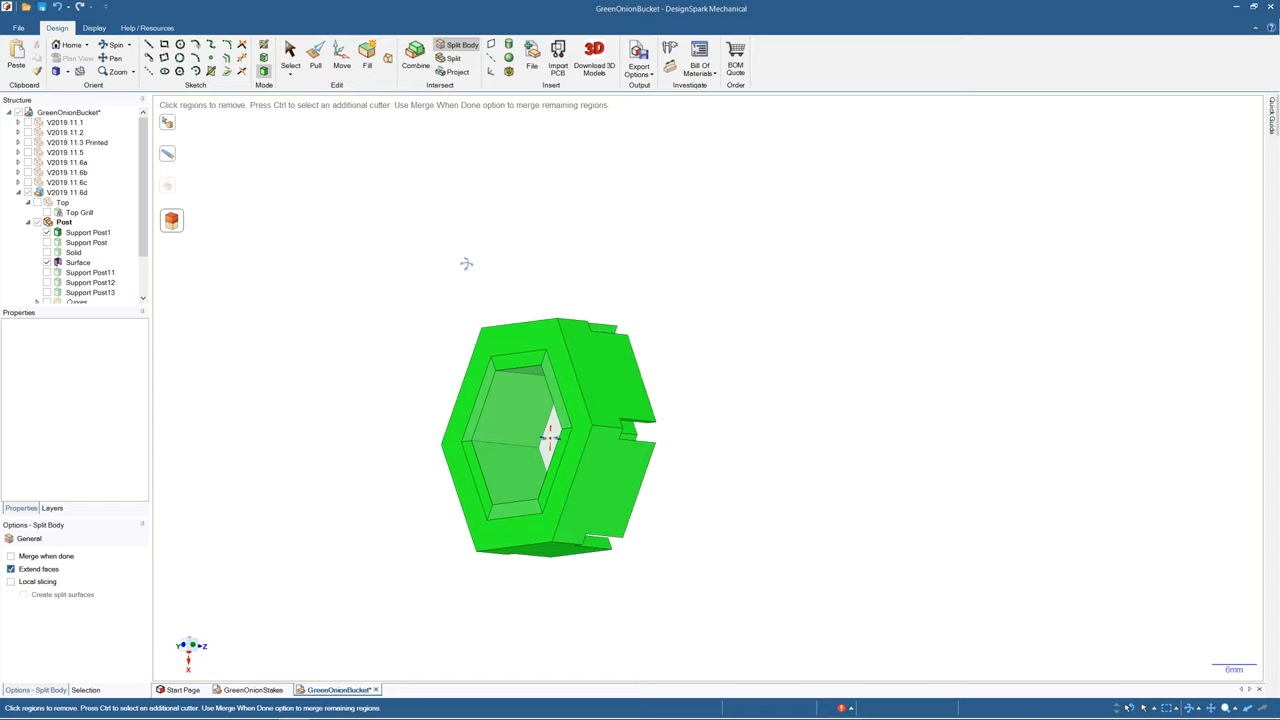 GreenOnionBucket - DesignSpark Mechanical
File Design Display Help / Resources
Paste
Home Spin
Plan View Pan
Zoom
Select Pull Move Fill
Combine
Split Body
Split
Project
File Import PCB Download 3D Models
Export Options
Bill Of Materials
BOM Quote
Clipboard Orient Sketch Mode Edit Intersect Insert Output Investigate Order
Structure
Click regions to remove. Press Ctrl to select an additional cutter. Use Merge When Done option to merge remaining regions.
Quick Guide
GreenOnionBucket*
V2019.11.1
V2019.11.2
V2019.11.3 Printed
V2019.11.5
V2019.11.6a
V2019.11.6b
V2019.11.6c
V2019.11.6d
Top
Top Grill
Post
Support Post1
Support Post
Solid
Surface
Support Post11
Support Post12
Support Post13
Curves
Properties
Properties Layers
Options - Split Body
General
Merge when done
Extend faces
Local slicing
Create split surfaces
Y Z
X
6mm
Options - Split Body Selection
Start Page GreenOnionStakes GreenOnionBucket*
Click regions to remove. Press Ctrl to select an additional cutter. Use Merge When Done option to merge remaining regions.